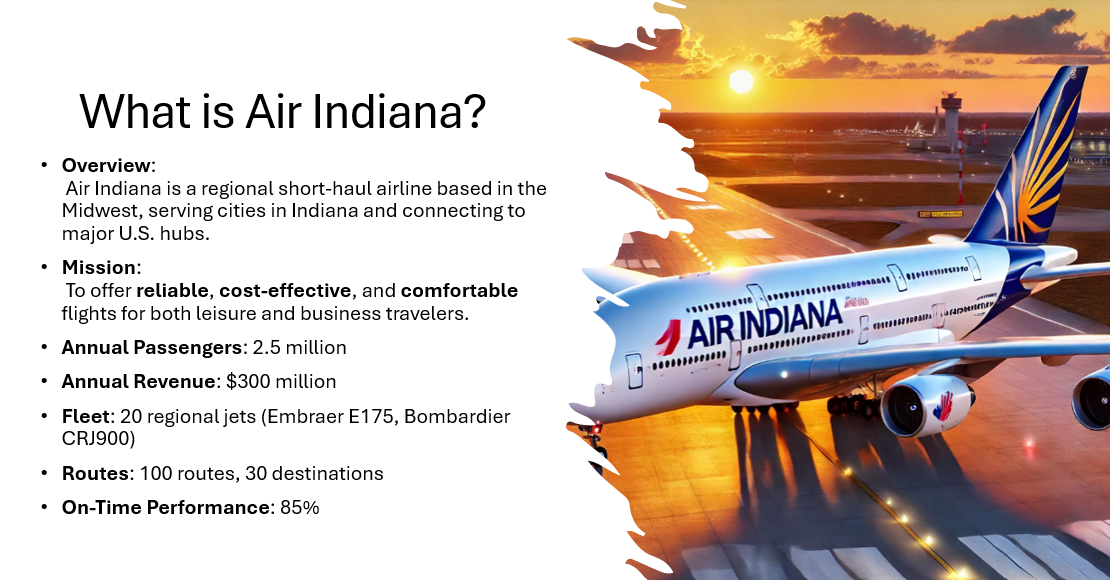 What is Air Indiana?
• Overview:
Air Indiana is a regional short-haul airline based in the
Midwest, serving cities in Indiana and connecting to
major U.S. hubs.
• Mission:
To offer reliable, cost-effective, and comfortable
flights for both leisure and business travelers.
• Annual Passengers: 2.5 million
• Annual Revenue: $300 million
• Fleet: 20 regional jets (Embraer E175, Bombardier
CRJ900)
• Routes: 100 routes, 30 destinations
• On-Time Performance: 85%
AIR INDIANA